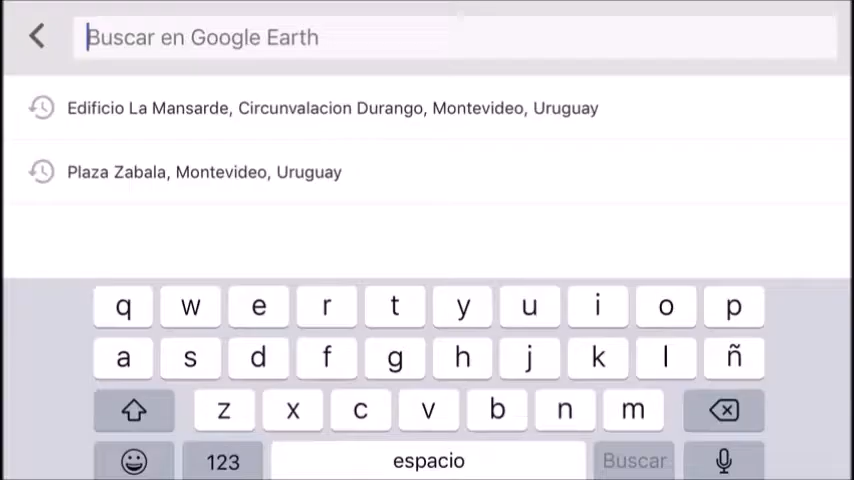 Buscar en Google Earth
Edificio La Mansarde, Circunvalacion Durango, Montevideo, Uruguay
Plaza Zabala, Montevideo, Uruguay
q w e r t y u i o p
a s d f g h j k l ñ
z x c v b n m
123 espacio Buscar